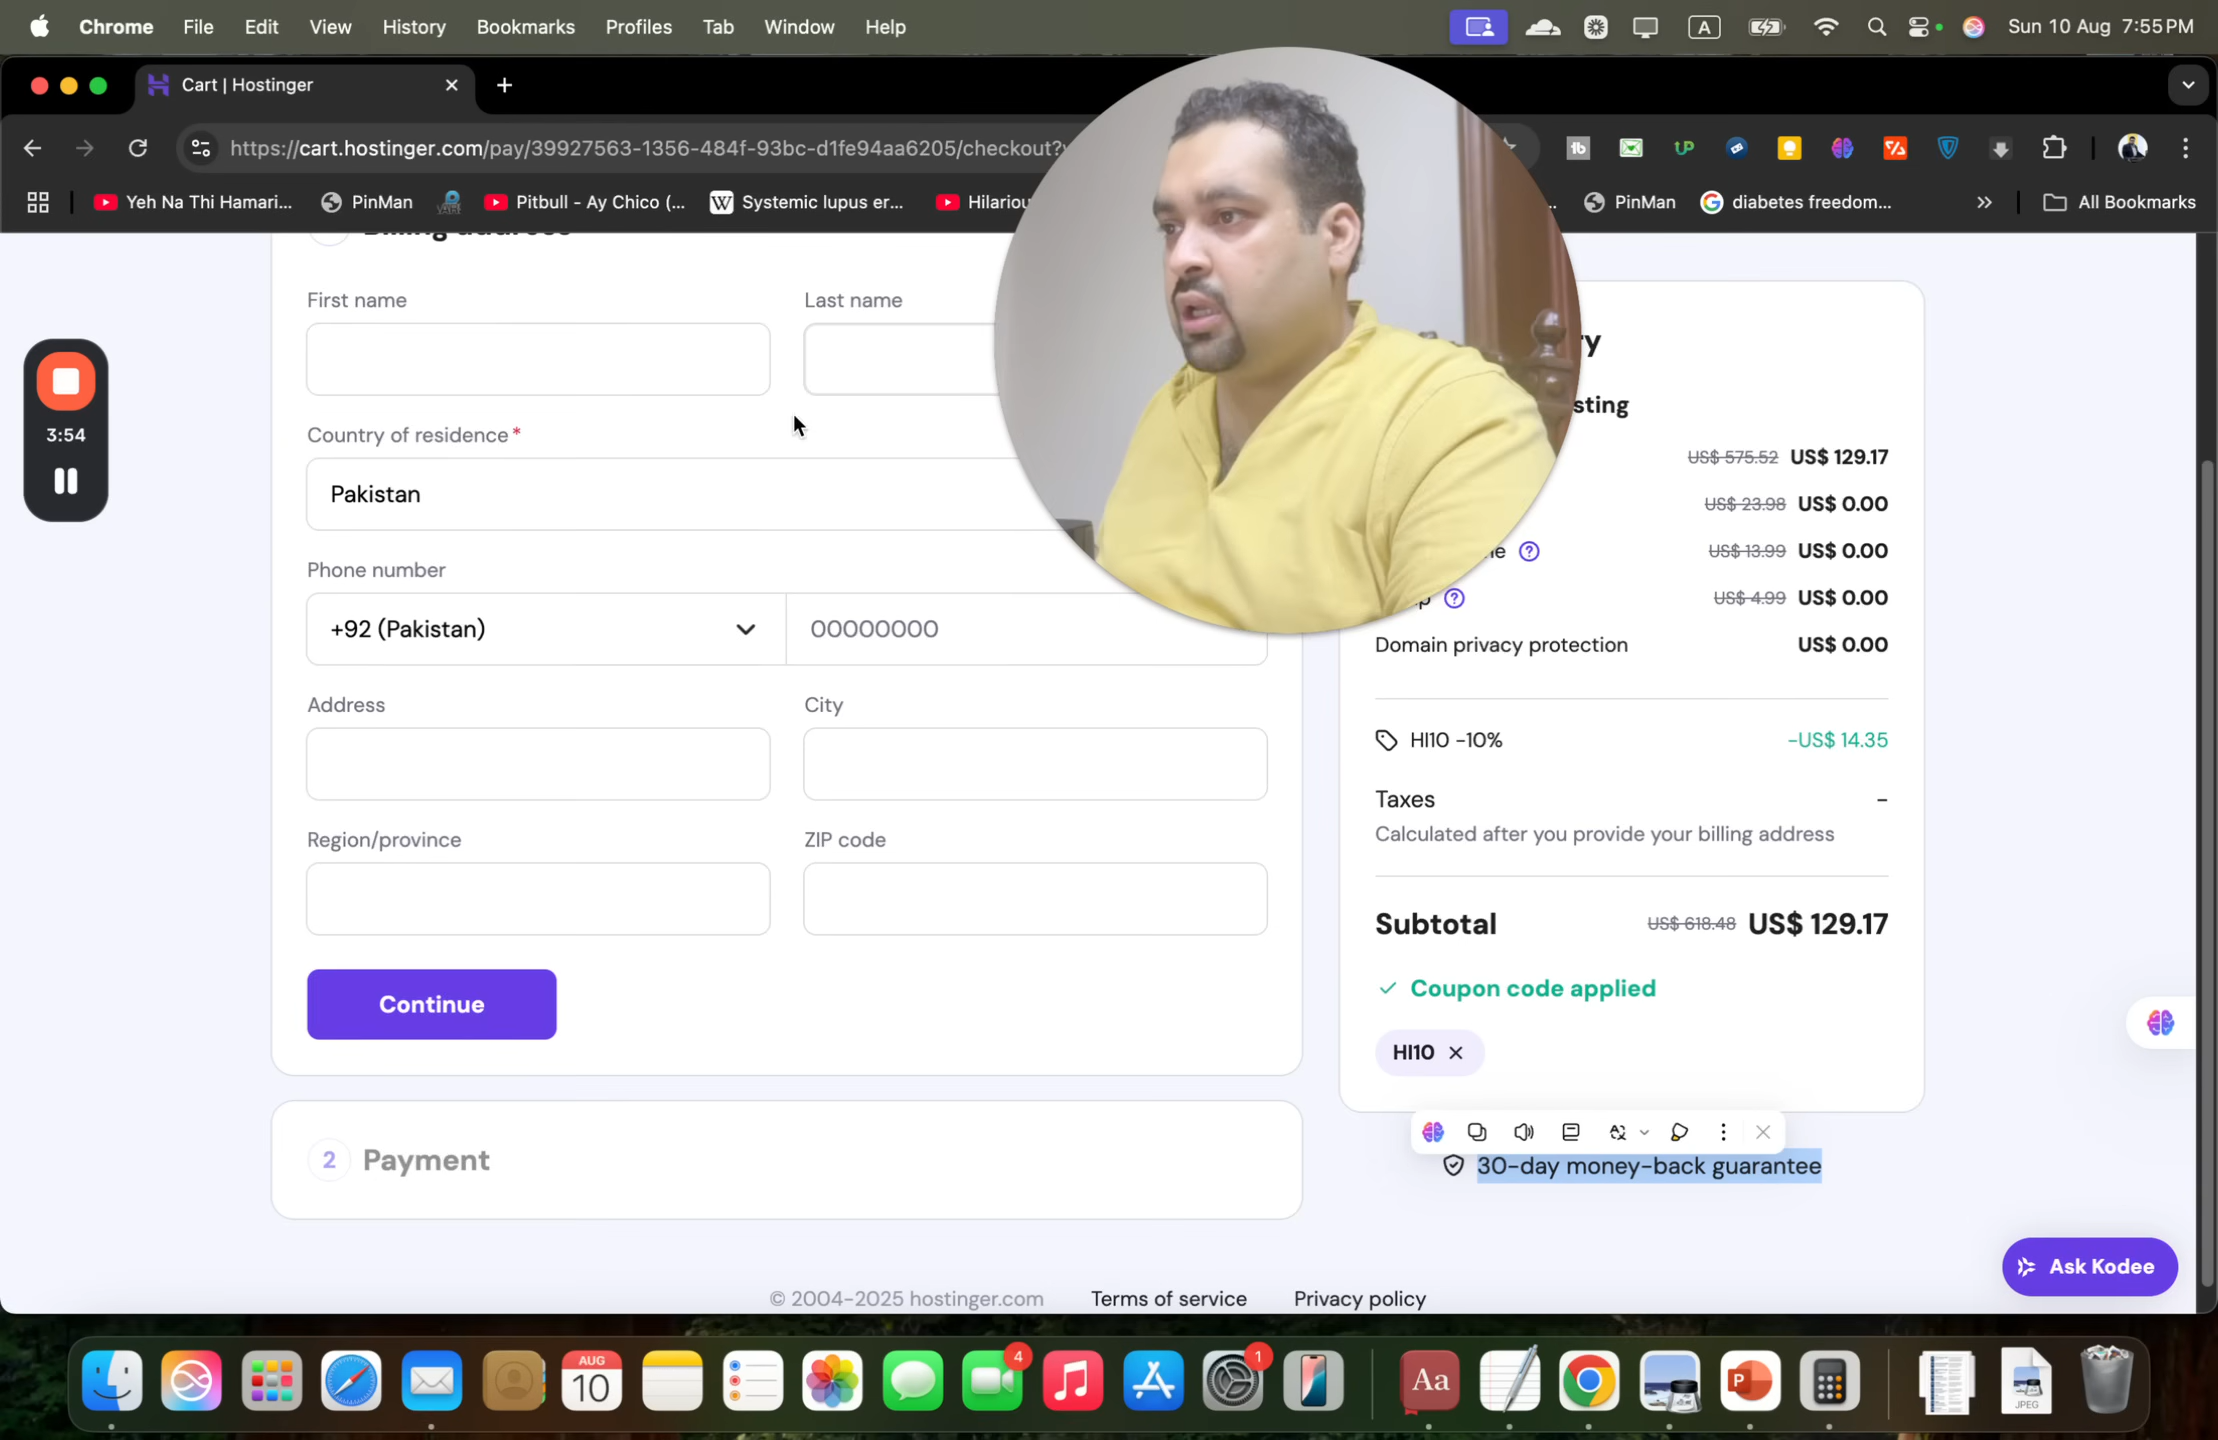 Chrome File Edit View History Bookmarks Profiles Tab Window Help A Sun 10 Aug 7:55 PM
Cart | Hostinger
https://cart.hostinger.com/pay/39927563-1356-484f-93bc-d1fe94aa6205/checkout?
Yeh Na Thi Hamari... PinMan Pitbull - Ay Chico (... W Systemic lupus er... PinMan diabetes freedom... All Bookmarks
First name Last name
Country of residence*
Pakistan
Phone number
+92 (Pakistan) 00000000
Address City
Region/province ZIP code
Continue
2 Payment
3:54
US$ 575.52 US$ 129.17
US$ 23.98 US$ 0.00
US$ 13.99 US$ 0.00
US$ 4.99 US$ 0.00
Domain privacy protection US$ 0.00
HI10 -10% -US$ 14.35
Taxes -
Calculated after you provide your billing address
Subtotal US$ 618.48 US$ 129.17
Coupon code applied
HI10
30-day money-back guarantee
Ask Kodee
© 2004-2025 hostinger.com Terms of service Privacy policy
AUG
10
4
1
Aa
P
JPEG